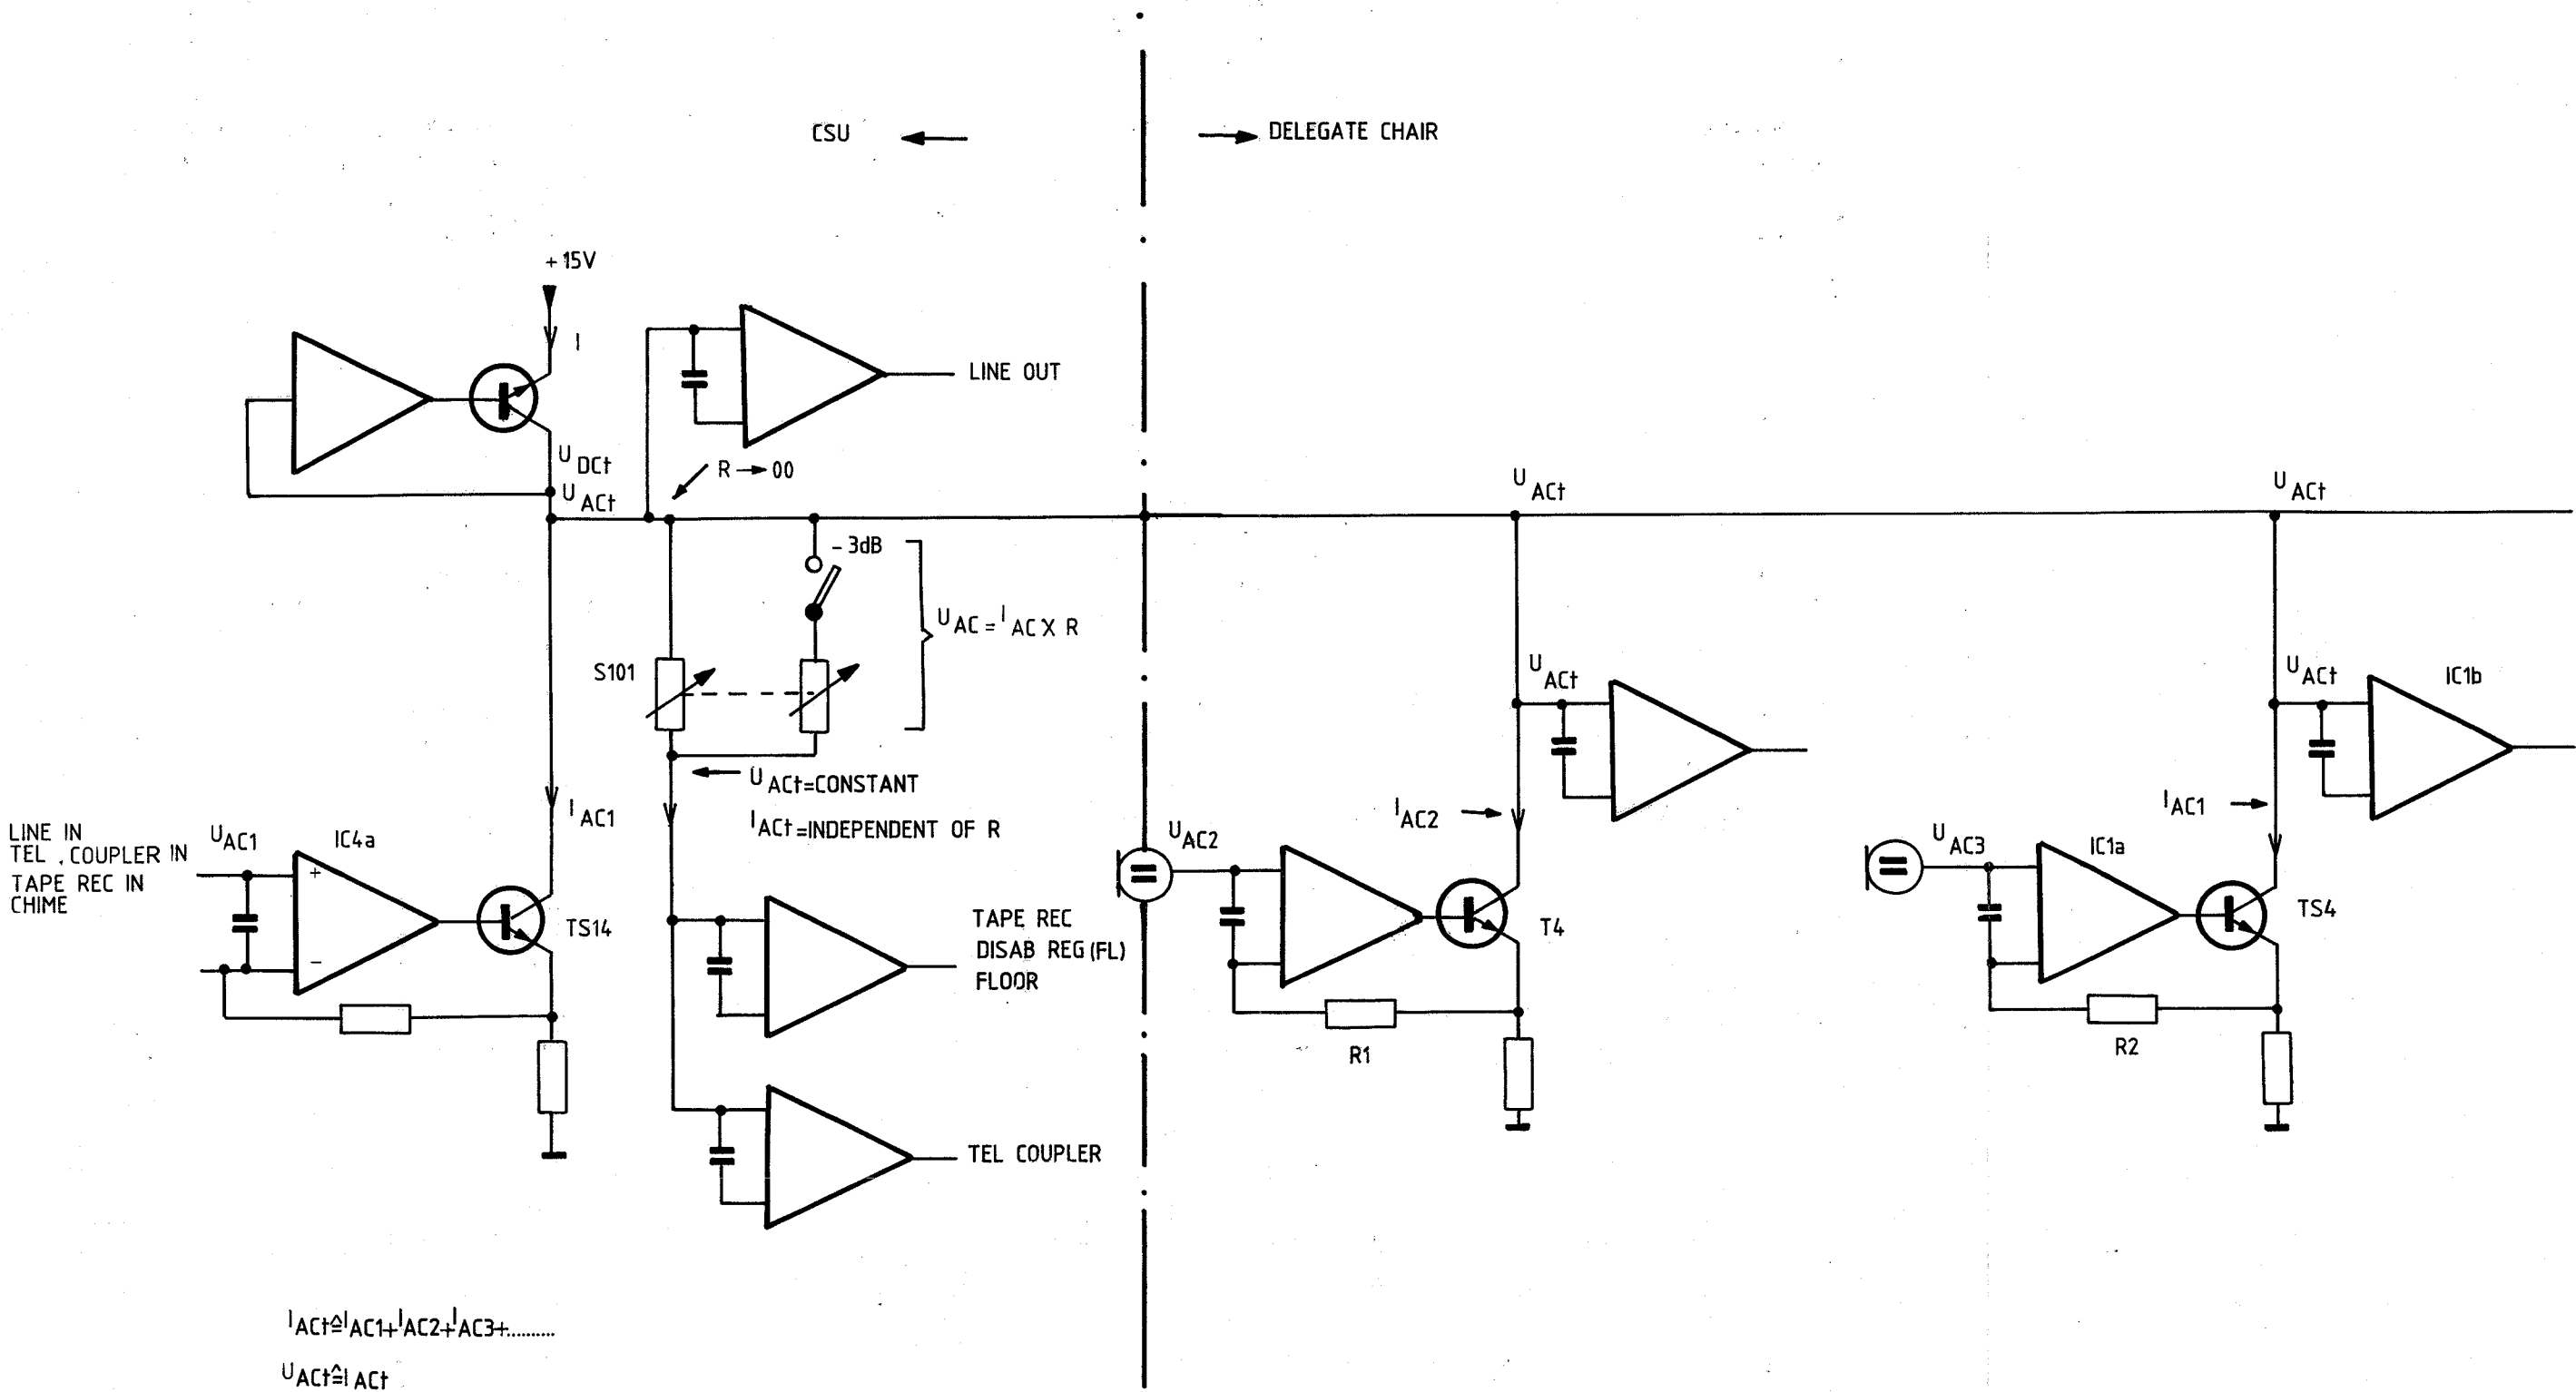 CSU
DELEGATE CHAIR
+15V
I
LINE OUT
U DCt
U ACt
R → 00
U ACt
U ACt
- 3dB
U AC = I AC X R
S101
U ACt
U ACt
IC1b
U ACt=CONSTANT
I ACt=INDEPENDENT OF R
I AC1
I AC2
I AC1
LINE IN
TEL . COUPLER IN
TAPE REC IN
CHIME
U AC1
IC4a
+
−
TS14
U AC2
T4
U AC3
IC1a
TS4
TAPE REC
DISAB REG (FL)
FLOOR
R1
R2
TEL COUPLER
I ACt≙I AC1+I AC2+I AC3+..........
U ACt≙I ACt